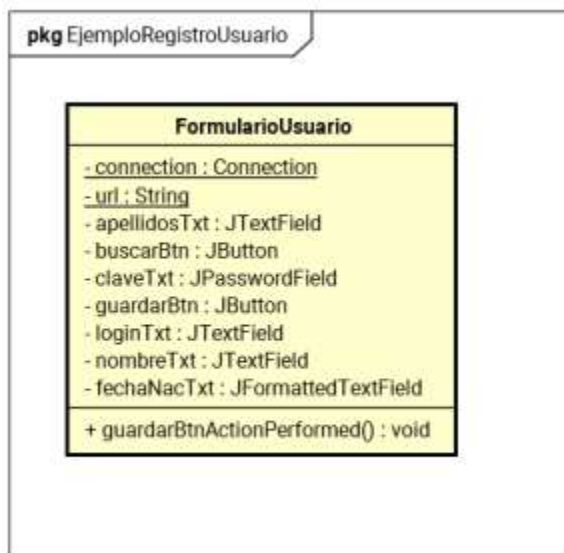 pkg EjemploRegistroUsuario
FormularioUsuario
- connection : Connection
- url : String
- apellidosTxt : JTextField
- buscarBtn : JButton
- claveTxt : JPasswordField
- guardarBtn : JButton
- loginTxt : JTextField
- nombreTxt : JTextField
- fechaNacTxt : JFormattedTextField
+ guardarBtnActionPerformed() : void